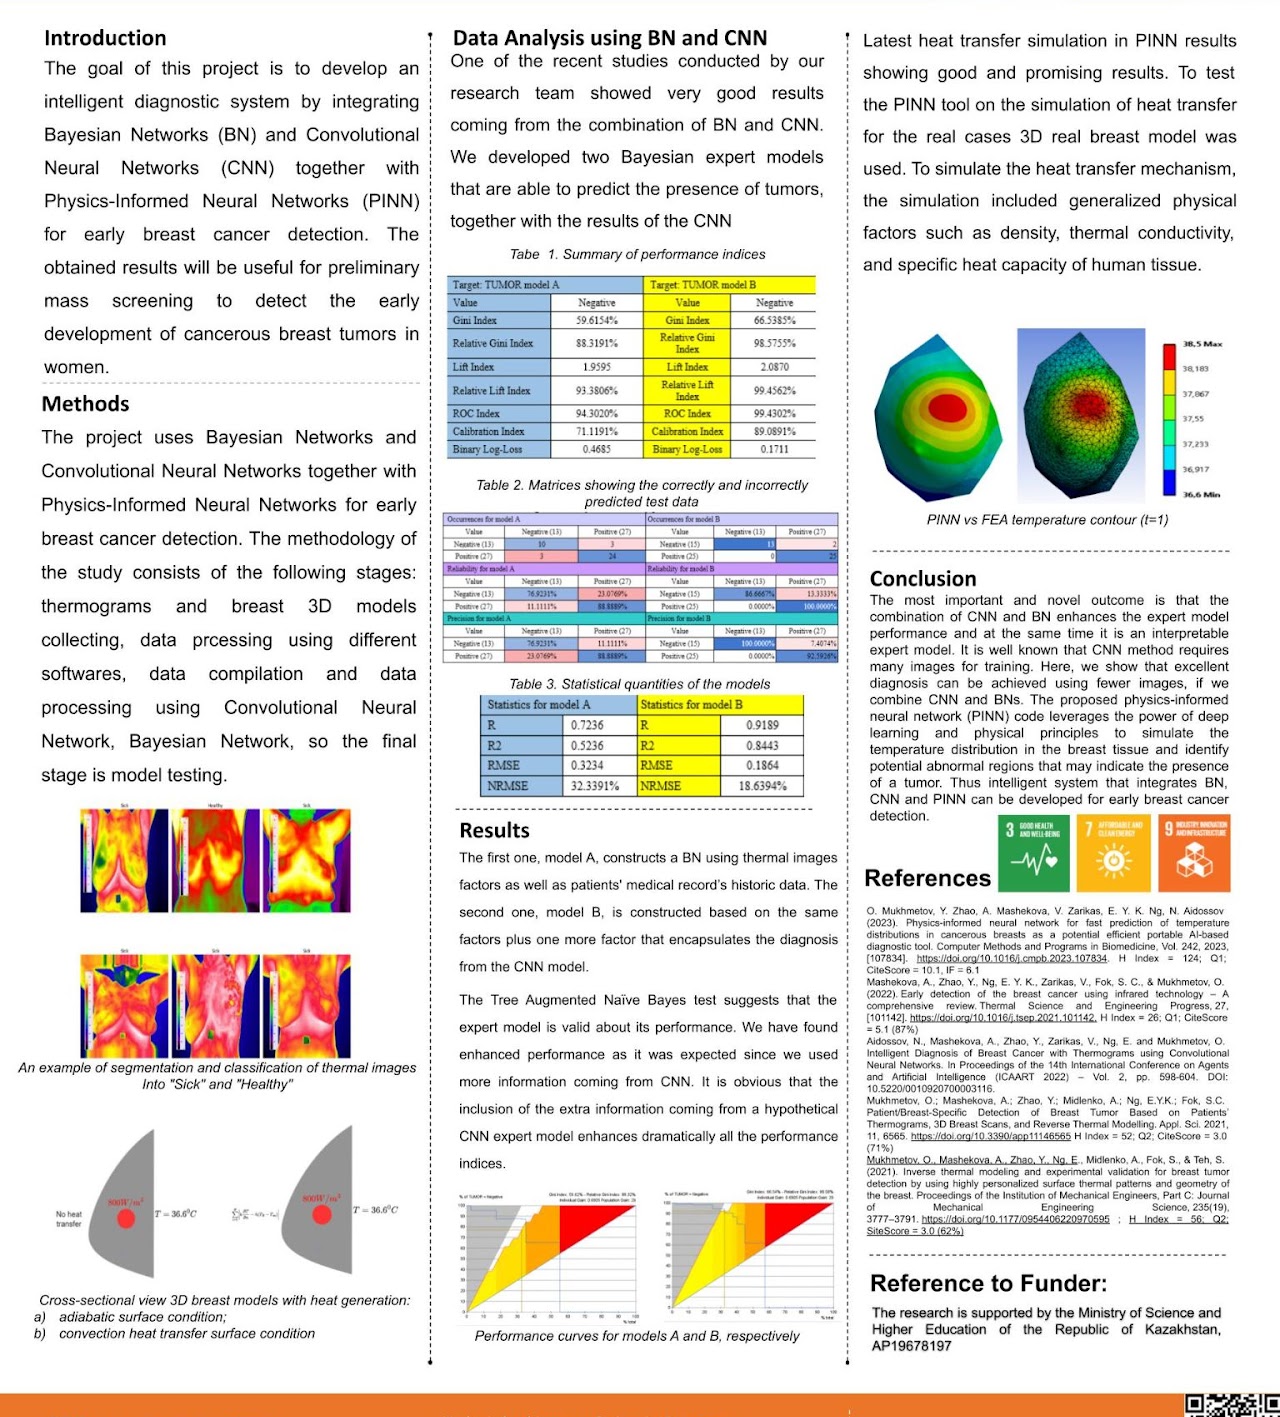 Introduction
The goal of this project is to develop an
intelligent diagnostic system by integrating
Bayesian Networks (BN) and Convolutional
Neural Networks (CNN) together with
Physics-Informed Neural Networks (PINN)
for early breast cancer detection. The
obtained results will be useful for preliminary
mass screening to detect the early
development of cancerous breast tumors in
women.
Methods
The project uses Bayesian Networks and
Convolutional Neural Networks together with
Physics-Informed Neural Networks for early
breast cancer detection. The methodology of
the study consists of the following stages:
thermograms and breast 3D models
collecting, data prcessing using different
softwares, data compilation and data
processing using Convolutional Neural
Network, Bayesian Network, so the final
stage is model testing.
Sick Healthy Sick
Sick Sick Sick
An example of segmentation and classification of thermal images
Into "Sick" and "Healthy"
No heat
transfer
800W/m³
T = 36.6°C
800W/m³
T = 36.6°C
Cross-sectional view 3D breast models with heat generation:
a) adiabatic surface condition;
b) convection heat transfer surface condition
Data Analysis using BN and CNN
One of the recent studies conducted by our
research team showed very good results
coming from the combination of BN and CNN.
We developed two Bayesian expert models
that are able to predict the presence of tumors,
together with the results of the CNN
Tabe 1. Summary of performance indices
Target: TUMOR model A Target: TUMOR model B
Value Negative Value Negative
Gini Index 59.6154% Gini Index 66.5385%
Relative Gini Index 88.3191% Relative Gini Index 98.5755%
Lift Index 1.9595 Lift Index 2.0870
Relative Lift Index 93.3806% Relative Lift Index 99.4562%
ROC Index 94.3020% ROC Index 99.4302%
Calibration Index 71.1191% Calibration Index 89.0891%
Binary Log-Loss 0.4685 Binary Log-Loss 0.1711
Table 2. Matrices showing the correctly and incorrectly
predicted test data
Occurrences for model A Occurrences for model B
Value Negative (13) Positive (27) Value Negative (13) Positive (27)
Negative (13) 10 3 Negative (15) 13 2
Positive (27) 3 24 Positive (25) 0 25
Reliability for model A Reliability for model B
Value Negative (13) Positive (27) Value Negative (13) Positive (27)
Negative (13) 76.9231% 23.0769% Negative (15) 86.6667% 13.3333%
Positive (27) 11.1111% 88.8889% Positive (25) 0.0000% 100.0000%
Precision for model A Precision for model B
Value Negative (13) Positive (27) Value Negative (13) Positive (27)
Negative (13) 76.9231% 11.1111% Negative (15) 100.0000% 7.4074%
Positive (27) 23.0769% 88.8889% Positive (25) 0.0000% 92.5926%
Table 3. Statistical quantities of the models
Statistics for model A Statistics for model B
R 0.7236 R 0.9189
R2 0.5236 R2 0.8443
RMSE 0.3234 RMSE 0.1864
NRMSE 32.3391% NRMSE 18.6394%
Results
The first one, model A, constructs a BN using thermal images
factors as well as patients' medical record's historic data. The
second one, model B, is constructed based on the same
factors plus one more factor that encapsulates the diagnosis
from the CNN model.
The Tree Augmented Naïve Bayes test suggests that the
expert model is valid about its performance. We have found
enhanced performance as it was expected since we used
more information coming from CNN. It is obvious that the
inclusion of the extra information coming from a hypothetical
CNN expert model enhances dramatically all the performance
indices.
Performance curves for models A and B, respectively
Latest heat transfer simulation in PINN results
showing good and promising results. To test
the PINN tool on the simulation of heat transfer
for the real cases 3D real breast model was
used. To simulate the heat transfer mechanism,
the simulation included generalized physical
factors such as density, thermal conductivity,
and specific heat capacity of human tissue.
38,5 Max
38,183
37,867
37,55
37,233
36,917
36,6 Min
PINN vs FEA temperature contour (t=1)
Conclusion
The most important and novel outcome is that the
combination of CNN and BN enhances the expert model
performance and at the same time it is an interpretable
expert model. It is well known that CNN method requires
many images for training. Here, we show that excellent
diagnosis can be achieved using fewer images, if we
combine CNN and BNs. The proposed physics-informed
neural network (PINN) code leverages the power of deep
learning and physical principles to simulate the
temperature distribution in the breast tissue and identify
potential abnormal regions that may indicate the presence
of a tumor. Thus intelligent system that integrates BN,
CNN and PINN can be developed for early breast cancer
detection.
3 GOOD HEALTH AND WELL-BEING
7 AFFORDABLE AND CLEAN ENERGY
9 INDUSTRY, INNOVATION AND INFRASTRUCTURE
References
O. Mukhmetov, Y. Zhao, A. Mashekova, V. Zarikas, E. Y. K. Ng, N. Aidossov
(2023). Physics-informed neural network for fast prediction of temperature
distributions in cancerous breasts as a potential efficient portable AI-based
diagnostic tool. Computer Methods and Programs in Biomedicine, Vol. 242, 2023,
[107834]. https://doi.org/10.1016/j.cmpb.2023.107834. H Index = 124; Q1;
CiteScore = 10.1, IF = 6.1
Mashekova, A., Zhao, Y., Ng, E. Y. K., Zarikas, V., Fok, S. C., & Mukhmetov, O.
(2022). Early detection of the breast cancer using infrared technology – A
comprehensive review. Thermal Science and Engineering Progress, 27,
[101142]. https://doi.org/10.1016/j.tsep.2021.101142. H Index = 26; Q1; CiteScore
= 5.1 (87%)
Aidossov, N., Mashekova, A., Zhao, Y., Zarikas, V., Ng, E. and Mukhmetov, O.
Intelligent Diagnosis of Breast Cancer with Thermograms using Convolutional
Neural Networks. In Proceedings of the 14th International Conference on Agents
and Artificial Intelligence (ICAART 2022) – Vol. 2, pp. 598-604. DOI:
10.5220/0010920700003116.
Mukhmetov, O.; Mashekova, A.; Zhao, Y.; Midlenko, A.; Ng, E.Y.K.; Fok, S.C.
Patient/Breast-Specific Detection of Breast Tumor Based on Patients'
Thermograms, 3D Breast Scans, and Reverse Thermal Modelling. Appl. Sci. 2021,
11, 6565. https://doi.org/10.3390/app11146565 H Index = 52; Q2; CiteScore = 3.0
(71%)
Mukhmetov, O., Mashekova, A., Zhao, Y., Ng, E., Midlenko, A., Fok, S., & Teh, S.
(2021). Inverse thermal modeling and experimental validation for breast tumor
detection by using highly personalized surface thermal patterns and geometry of
the breast. Proceedings of the Institution of Mechanical Engineers, Part C: Journal
of Mechanical Engineering Science, 235(19),
3777–3791. https://doi.org/10.1177/0954406220970595 ; H Index = 56; Q2;
SiteScore = 3.0 (62%)
Reference to Funder:
The research is supported by the Ministry of Science and
Higher Education of the Republic of Kazakhstan,
AP19678197